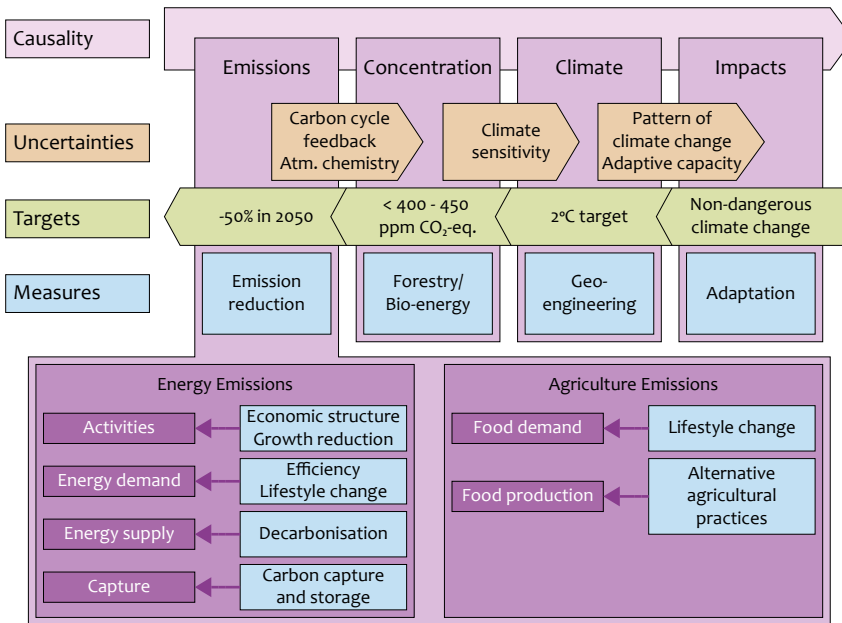 Causality
Emissions
Concentration
Climate
Impacts
Uncertainties
Carbon cycle
feedback
Atm. chemistry
Climate
sensitivity
Pattern of
climate change
Adaptive capacity
Targets
-50% in 2050
< 400 - 450
ppm CO₂-eq.
2°C target
Non-dangerous
climate change
Measures
Emission
reduction
Forestry/
Bio-energy
Geo-
engineering
Adaptation
Energy Emissions
Activities
Economic structure
Growth reduction
Energy demand
Efficiency
Lifestyle change
Energy supply
Decarbonisation
Capture
Carbon capture
and storage
Agriculture Emissions
Food demand
Lifestyle change
Food production
Alternative
agricultural
practices